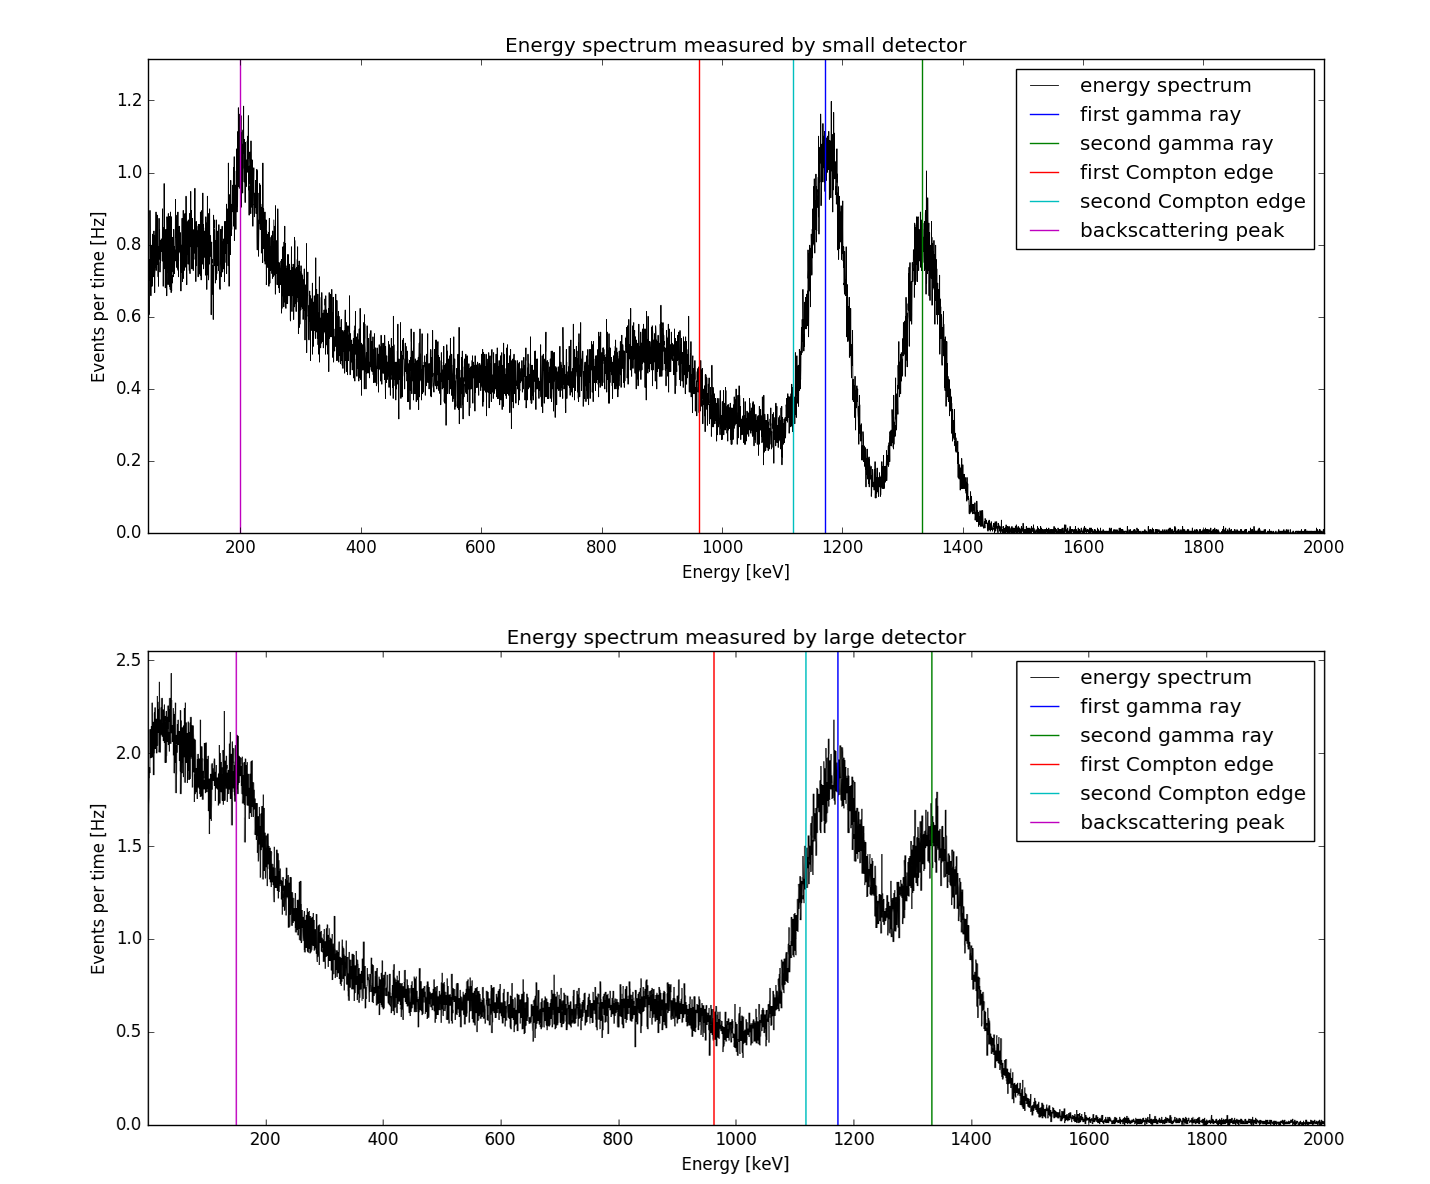 Energy spectrum measured by small detector
Events per time [Hz]
1.2
1.0
0.8
0.6
0.4
0.2
0.0
energy spectrum
first gamma ray
second gamma ray
first Compton edge
second Compton edge
backscattering peak
200 400 600 800 1000 1200 1400 1600 1800 2000
Energy [keV]
Energy spectrum measured by large detector
Events per time [Hz]
2.5
2.0
1.5
1.0
0.5
0.0
energy spectrum
first gamma ray
second gamma ray
first Compton edge
second Compton edge
backscattering peak
200 400 600 800 1000 1200 1400 1600 1800 2000
Energy [keV]